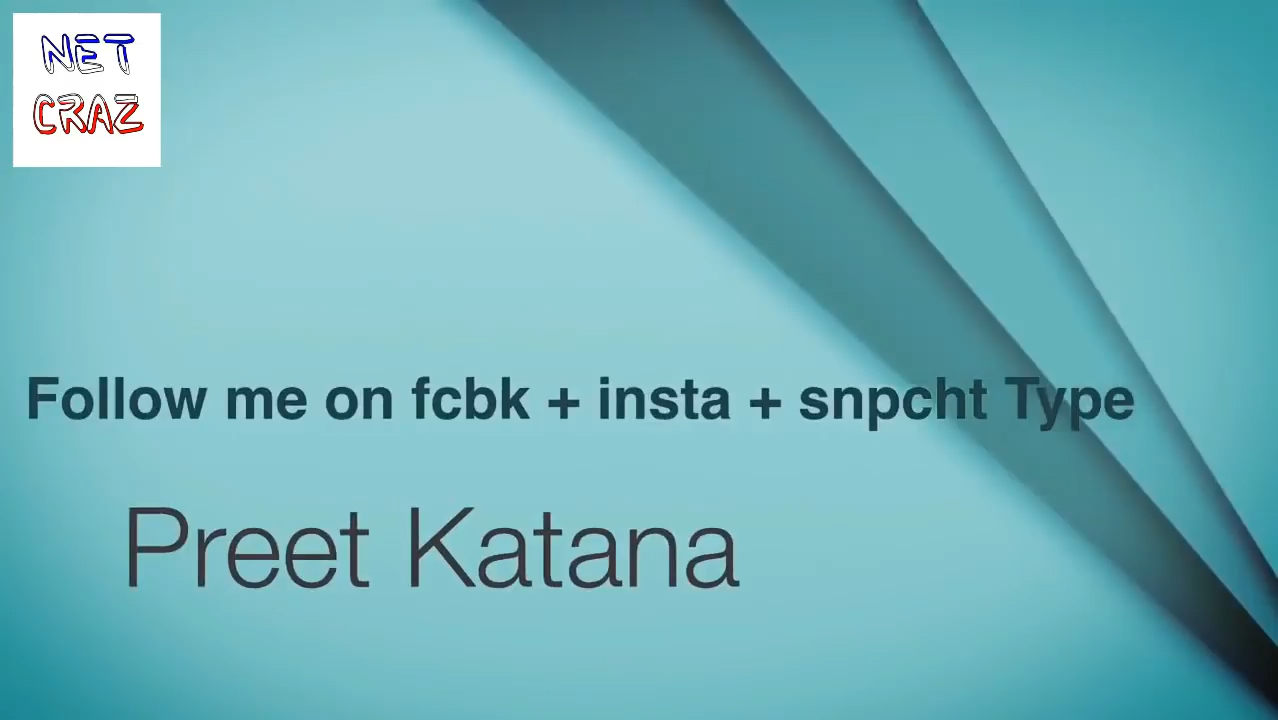 NET
CRAZ
Follow me on fcbk + insta + snpcht Type
Preet Katana